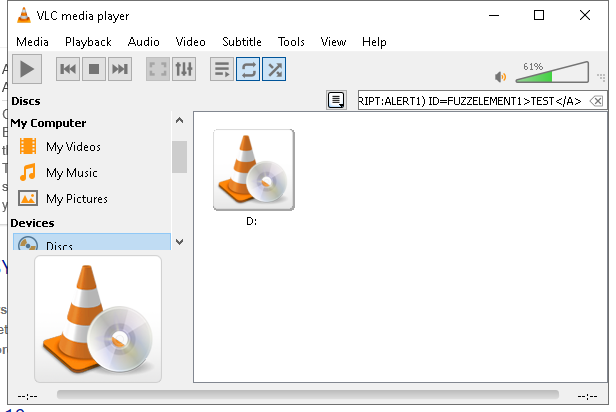 VLC media player
Media Playback Audio Video Subtitle Tools View Help
61%
Discs
RIPT:ALERT1) ID=FUZZELEMENT1>TEST</A>
My Computer
My Videos
My Music
My Pictures
Devices
Discs
D:
--:--
--:--